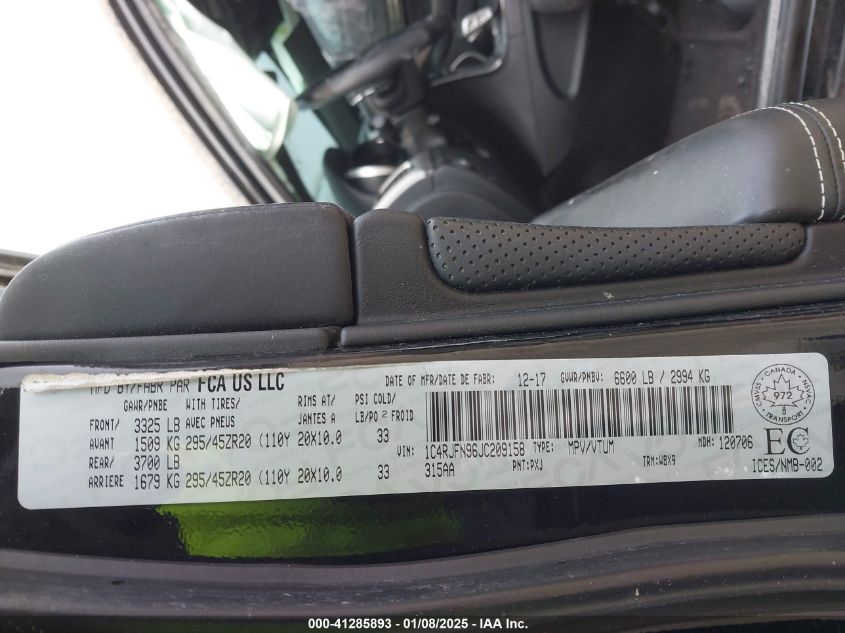 MFD BY/FABR PAR FCA US LLC DATE OF MFR/DATE DE FABR: 12-17 GVWR/PNBV: 6600 LB / 2994 KG
GAWR/PNBE WITH TIRES/ RIMS AT/ PSI COLD/
FRONT/ 3325 LB AVEC PNEUS JANTES A LB/PO 2 FROID
AVANT 1509 KG 295/45ZR20 (110Y 20X10.0 33
REAR/ 3700 LB
ARRIERE 1679 KG 295/45ZR20 (110Y 20X10.0 33
VIN: 1C4RJFN96JC209158 TYPE: MPV/VTUM MDH: 120706
315AA PNT: PXJ TRM: WBX9
CANADA
CMVSS NSVAC
972
TRANSPORT
EC
ICES/NMB-002
000-41285893 - 01/08/2025 - IAA Inc.